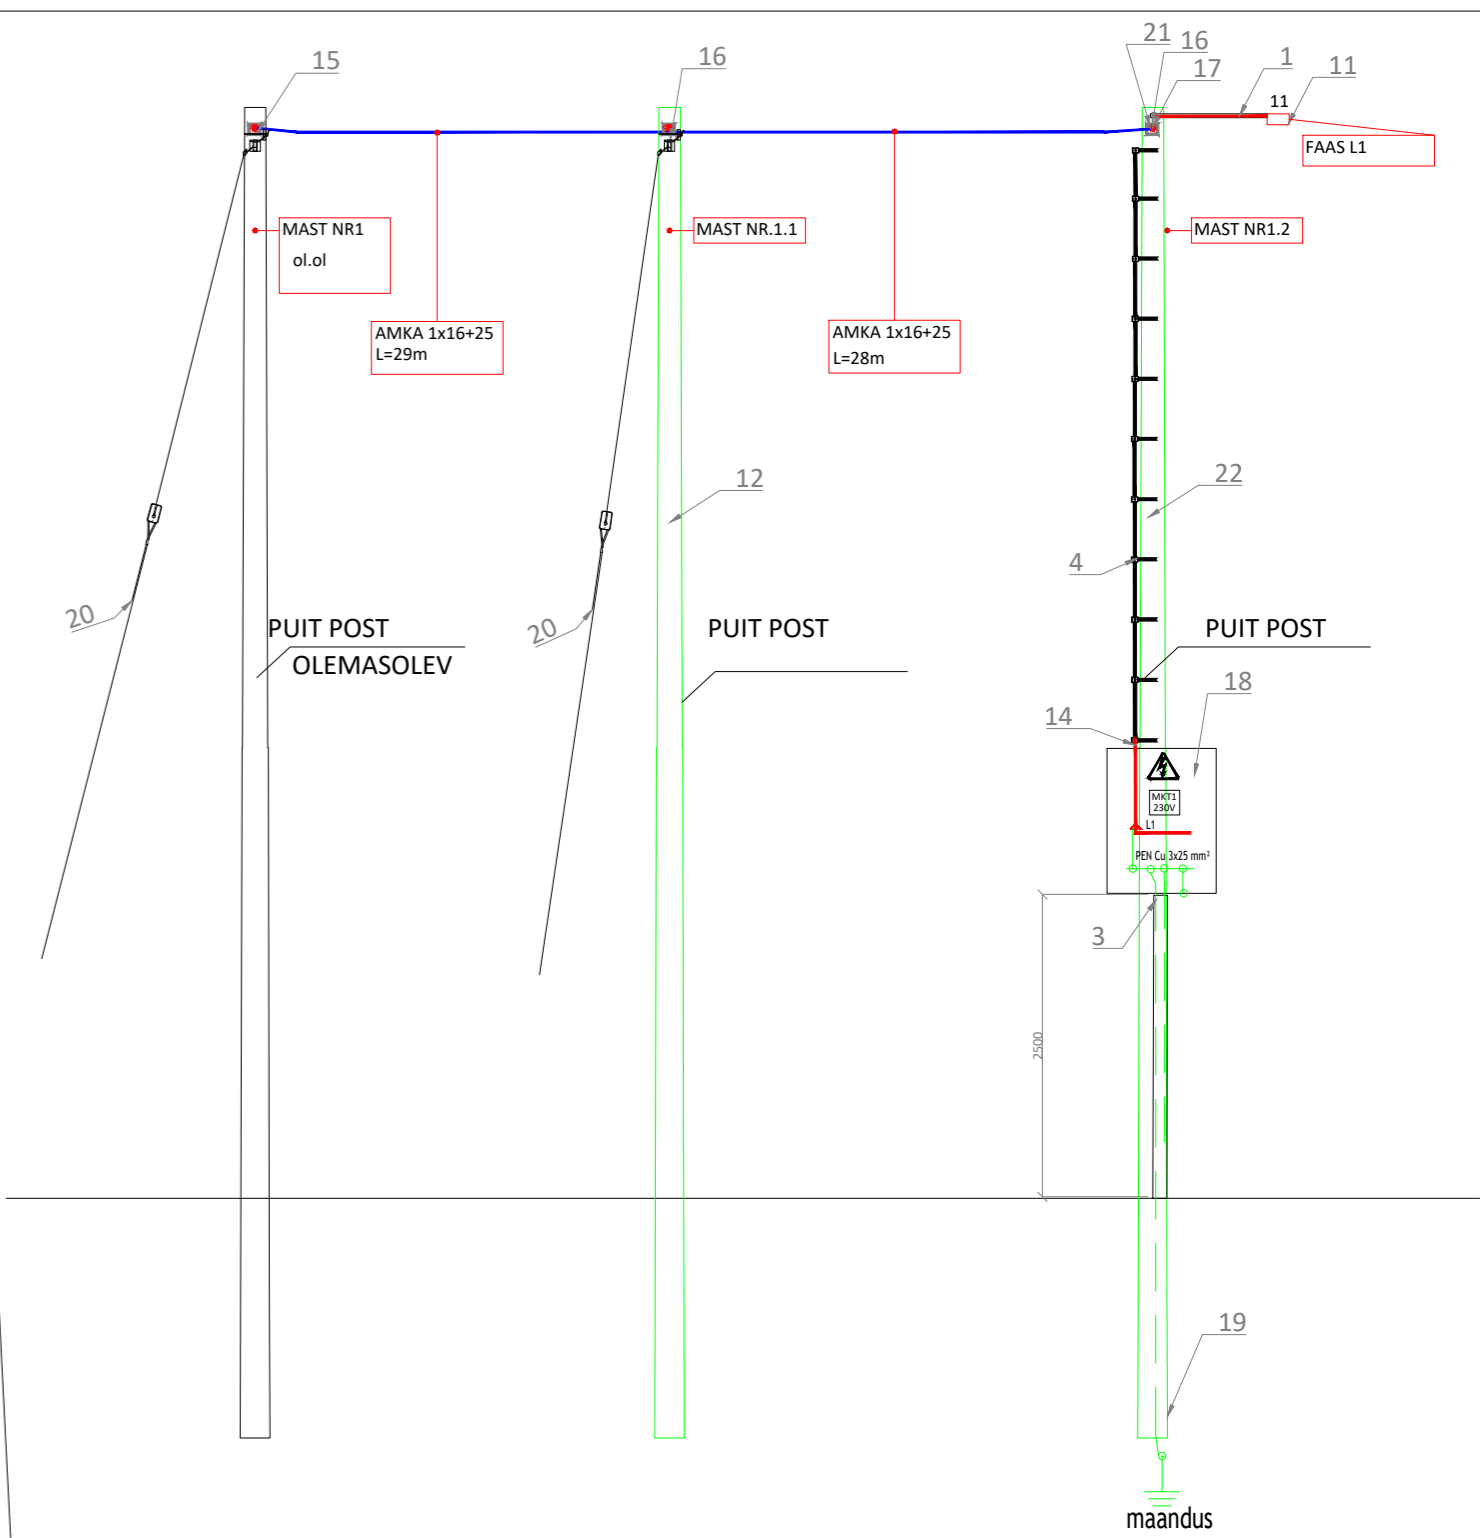 15
16
21
16
17
1
11
11
FAAS L1
MAST NR1
ol.ol
MAST NR.1.1
MAST NR1.2
AMKA 1x16+25
L=29m
AMKA 1x16+25
L=28m
12
22
4
20
20
PUIT POST
OLEMASOLEV
PUIT POST
PUIT POST
18
14
MKT1
230V
L1
PEN Cu 3x25 mm²
3
2500
19
maandus